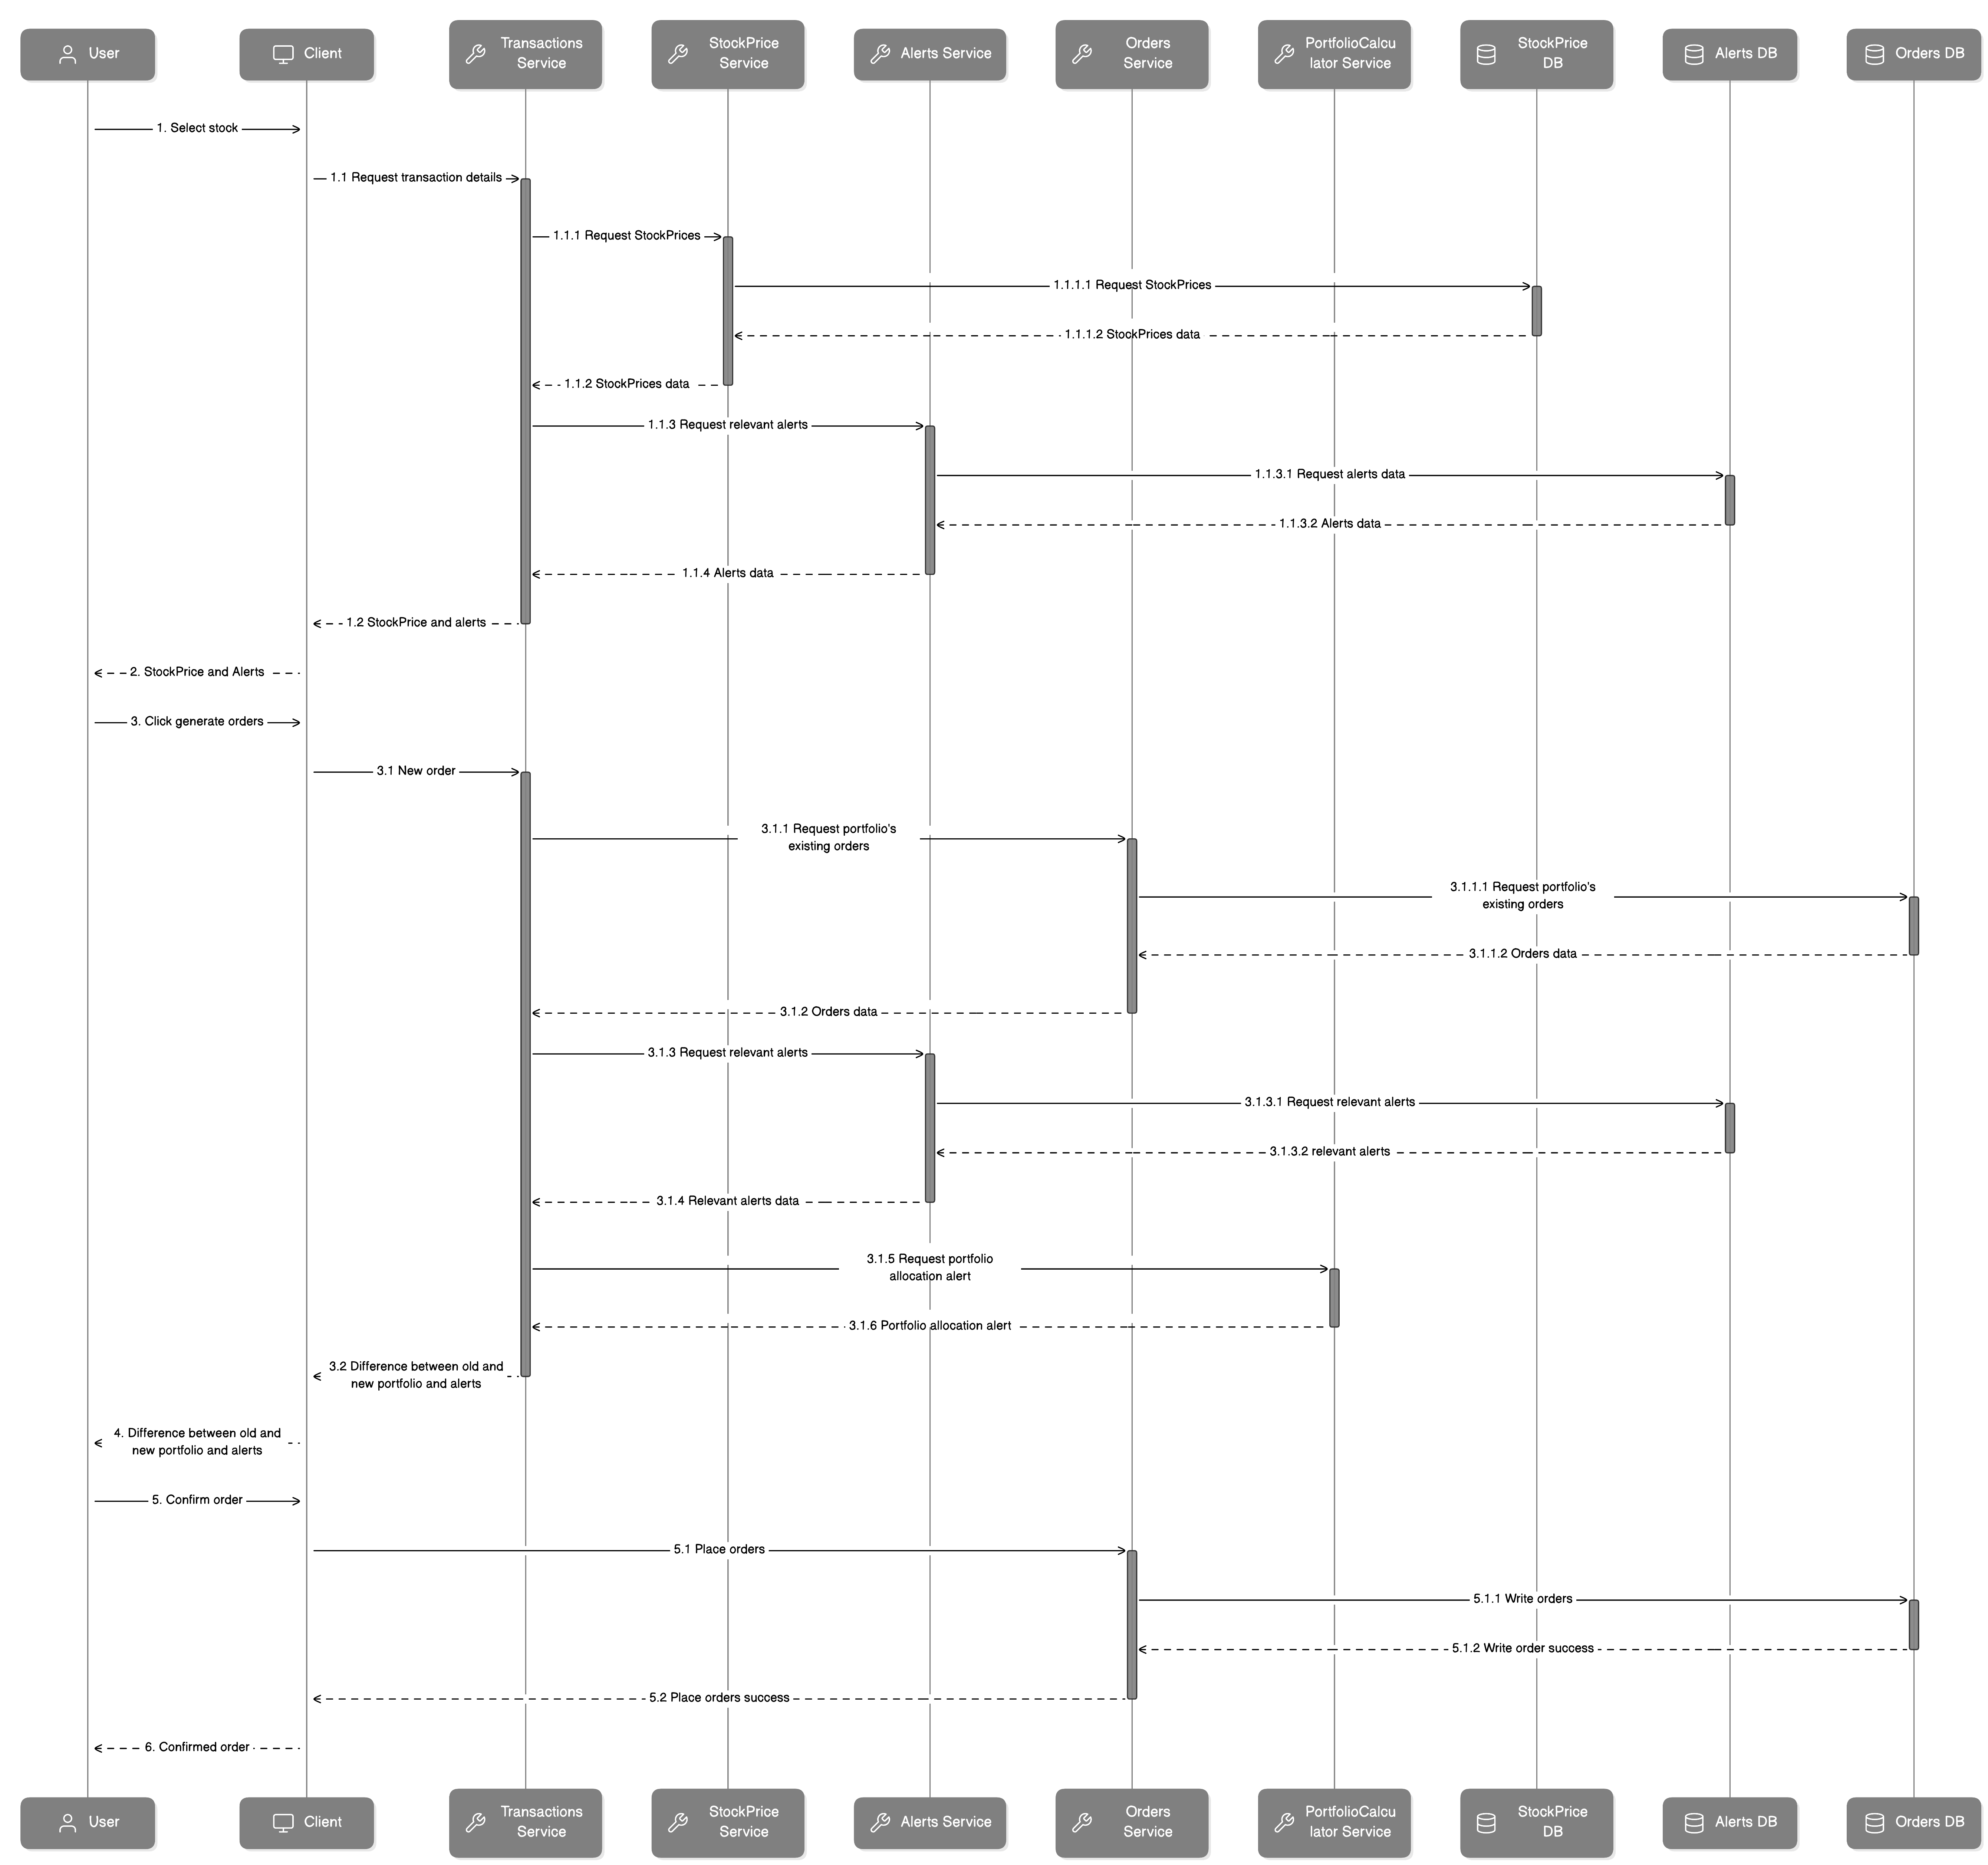 User
Client
Transactions
Service
StockPrice
Service
Alerts Service
Orders
Service
PortfolioCalcu
lator Service
StockPrice
DB
Alerts DB
Orders DB
1. Select stock
1.1 Request transaction details
1.1.1 Request StockPrices
1.1.1.1 Request StockPrices
1.1.1.2 StockPrices data
1.1.2 StockPrices data
1.1.3 Request relevant alerts
1.1.3.1 Request alerts data
1.1.3.2 Alerts data
1.1.4 Alerts data
1.2 StockPrice and alerts
2. StockPrice and Alerts
3. Click generate orders
3.1 New order
3.1.1 Request portfolio's
existing orders
3.1.1.1 Request portfolio's
existing orders
3.1.1.2 Orders data
3.1.2 Orders data
3.1.3 Request relevant alerts
3.1.3.1 Request relevant alerts
3.1.3.2 relevant alerts
3.1.4 Relevant alerts data
3.1.5 Request portfolio
allocation alert
3.1.6 Portfolio allocation alert
3.2 Difference between old and
new portfolio and alerts
4. Difference between old and
new portfolio and alerts
5. Confirm order
5.1 Place orders
5.1.1 Write orders
5.1.2 Write order success
5.2 Place orders success
6. Confirmed order
User
Client
Transactions
Service
StockPrice
Service
Alerts Service
Orders
Service
PortfolioCalcu
lator Service
StockPrice
DB
Alerts DB
Orders DB